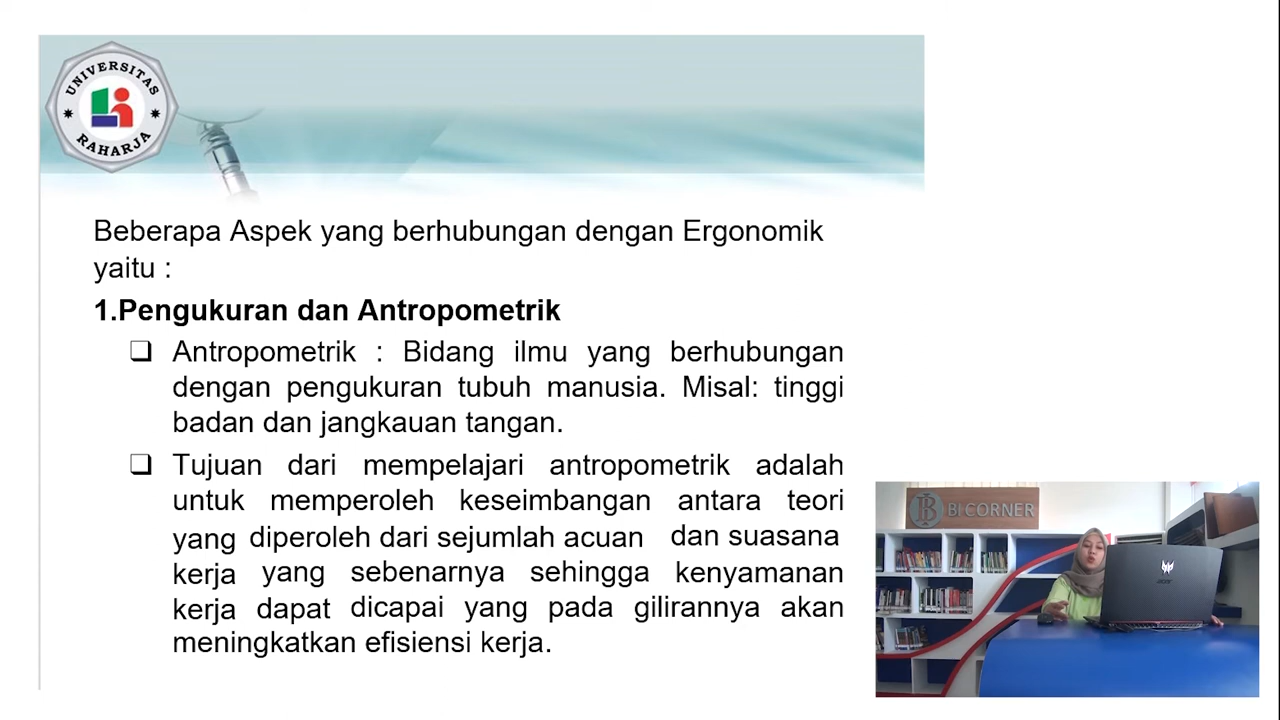 UNIVERSITAS
RAHARJA
Beberapa Aspek yang berhubungan dengan Ergonomik
yaitu :
1.Pengukuran dan Antropometrik
❑ Antropometrik : Bidang ilmu yang berhubungan
dengan pengukuran tubuh manusia. Misal: tinggi
badan dan jangkauan tangan.
❑ Tujuan dari mempelajari antropometrik adalah
untuk memperoleh keseimbangan antara teori
yang diperoleh dari sejumlah acuan dan suasana
kerja yang sebenarnya sehingga kenyamanan
kerja dapat dicapai yang pada gilirannya akan
meningkatkan efisiensi kerja.
BI CORNER
acer